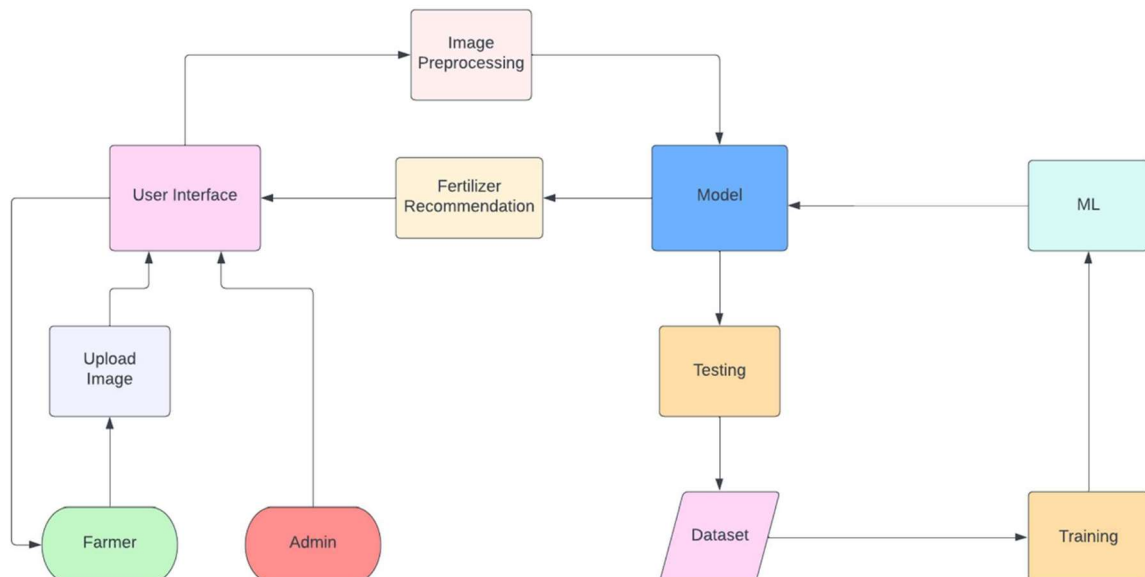 Image
Preprocessing
User Interface
Fertilizer
Recommendation
Model
ML
Upload
Image
Testing
Farmer
Admin
Dataset
Training